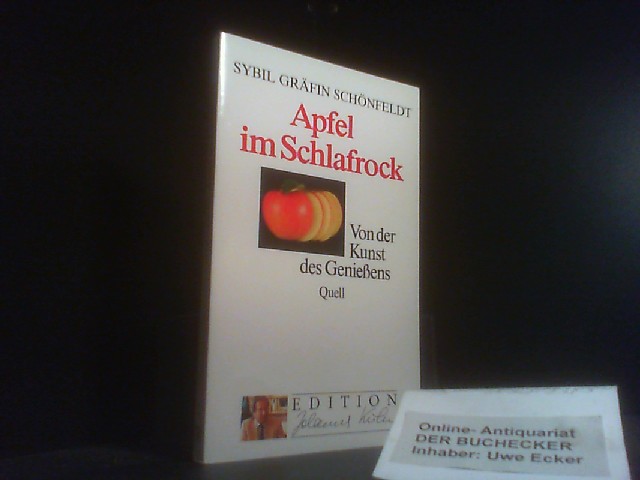 SYBIL GRÄFIN SCHÖNFELDT
Apfel
im Schlafrock
Von der
Kunst
des Genießens
Quell
EDITION
Johannes
Online- Antiquariat
DER BUCHECKER
Inhaber: Uwe Ecker